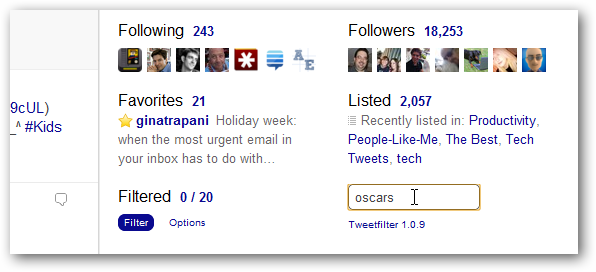 Following 243
Followers 18,253
9cUL)
_^ #Kids
Favorites 21
ginatrapani Holiday week:
when the most urgent email in
your inbox has to do with…
Listed 2,057
Recently listed in: Productivity,
People-Like-Me, The Best, Tech
Tweets, tech
Filtered 0 / 20
Filter Options
oscars
Tweetfilter 1.0.9